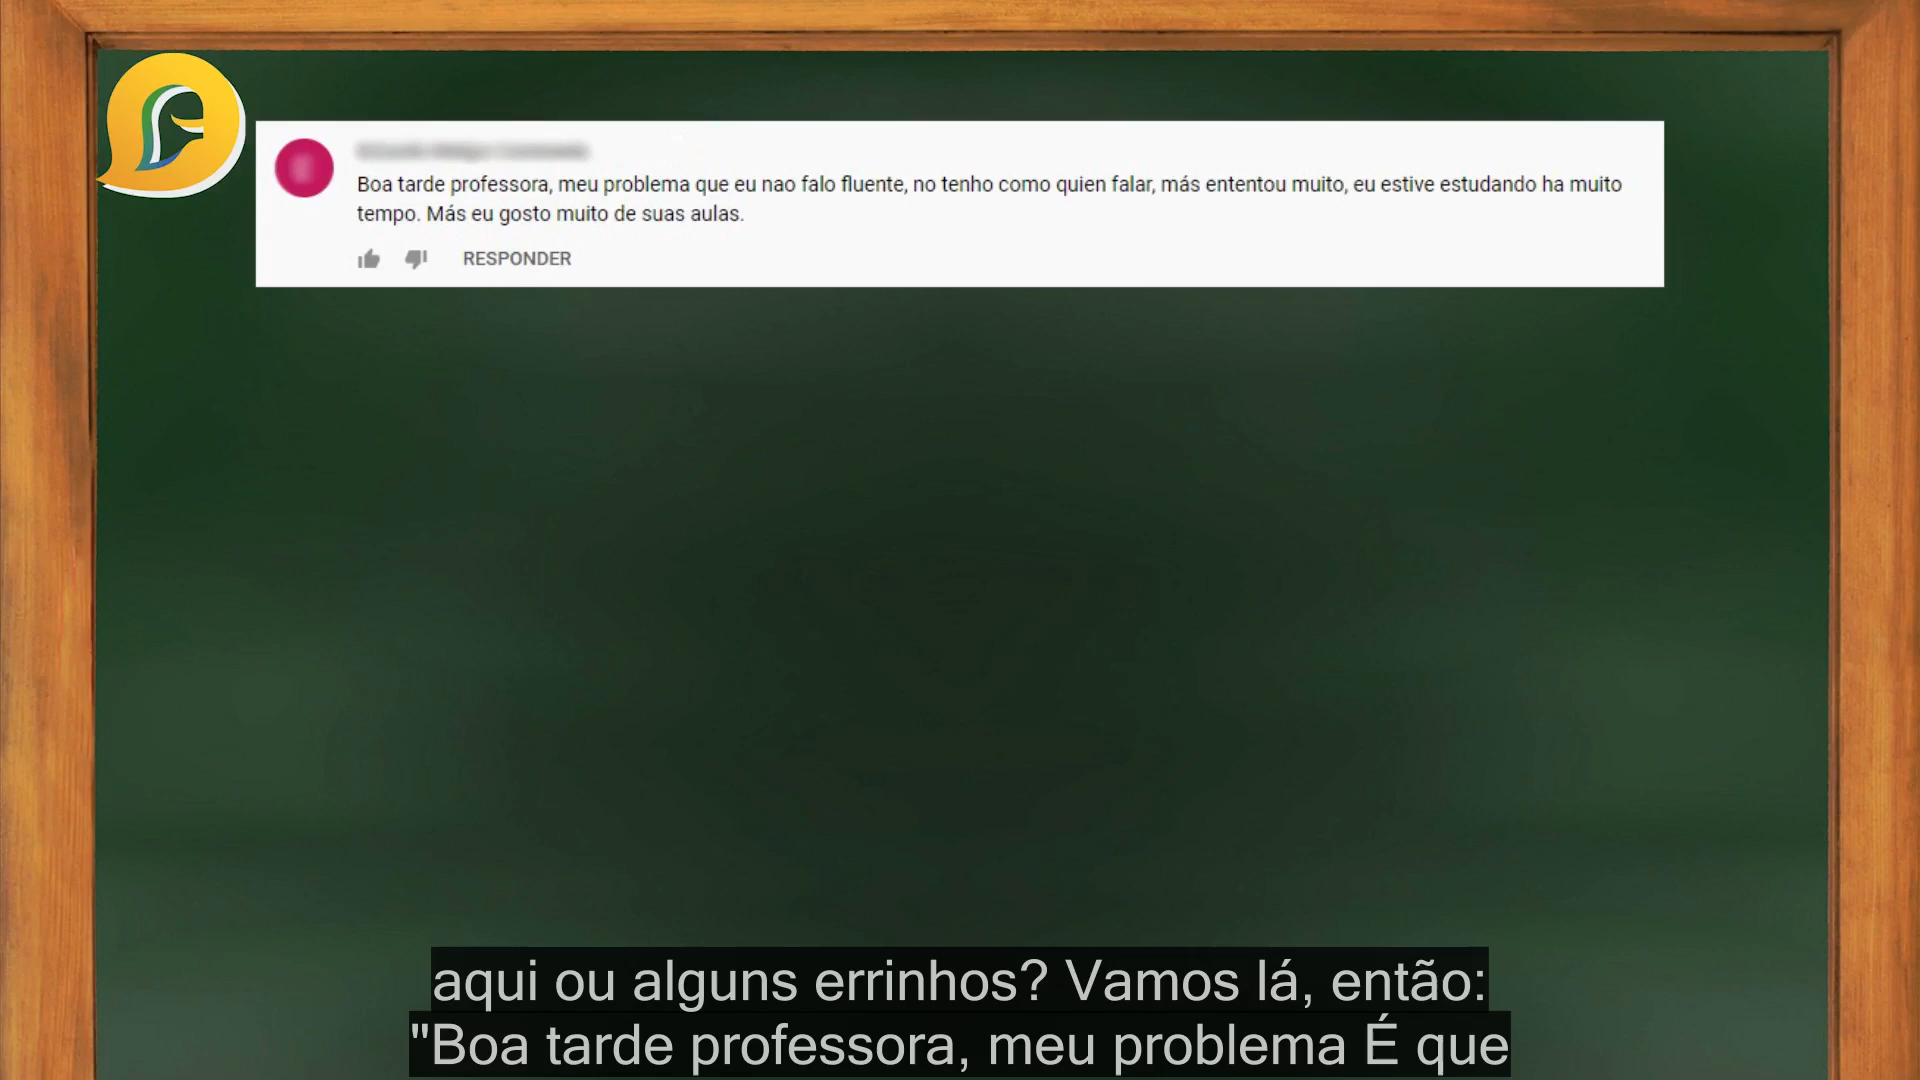 Boa tarde professora, meu problema que eu nao falo fluente, no tenho como quien falar, más ententou muito, eu estive estudando ha muito
tempo. Más eu gosto muito de suas aulas.
RESPONDER
aqui ou alguns errinhos? Vamos lá, então:
"Boa tarde professora, meu problema É que